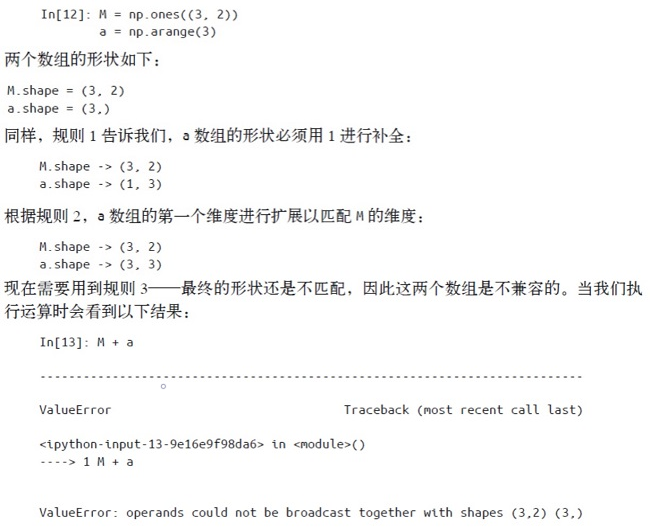 In[12]: M = np.ones((3, 2))
a = np.arange(3)
两个数组的形状如下：
M.shape = (3, 2)
a.shape = (3,)
同样，规则 1 告诉我们，a 数组的形状必须用 1 进行补全：
M.shape -> (3, 2)
a.shape -> (1, 3)
根据规则 2，a 数组的第一个维度进行扩展以匹配 M 的维度：
M.shape -> (3, 2)
a.shape -> (3, 3)
现在需要用到规则 3——最终的形状还是不匹配，因此这两个数组是不兼容的。当我们执
行运算时会看到以下结果：
In[13]: M + a
---------------------------------------------------------------------------
ValueError                                Traceback (most recent call last)
<ipython-input-13-9e16e9f98da6> in <module>()
----> 1 M + a
ValueError: operands could not be broadcast together with shapes (3,2) (3,)